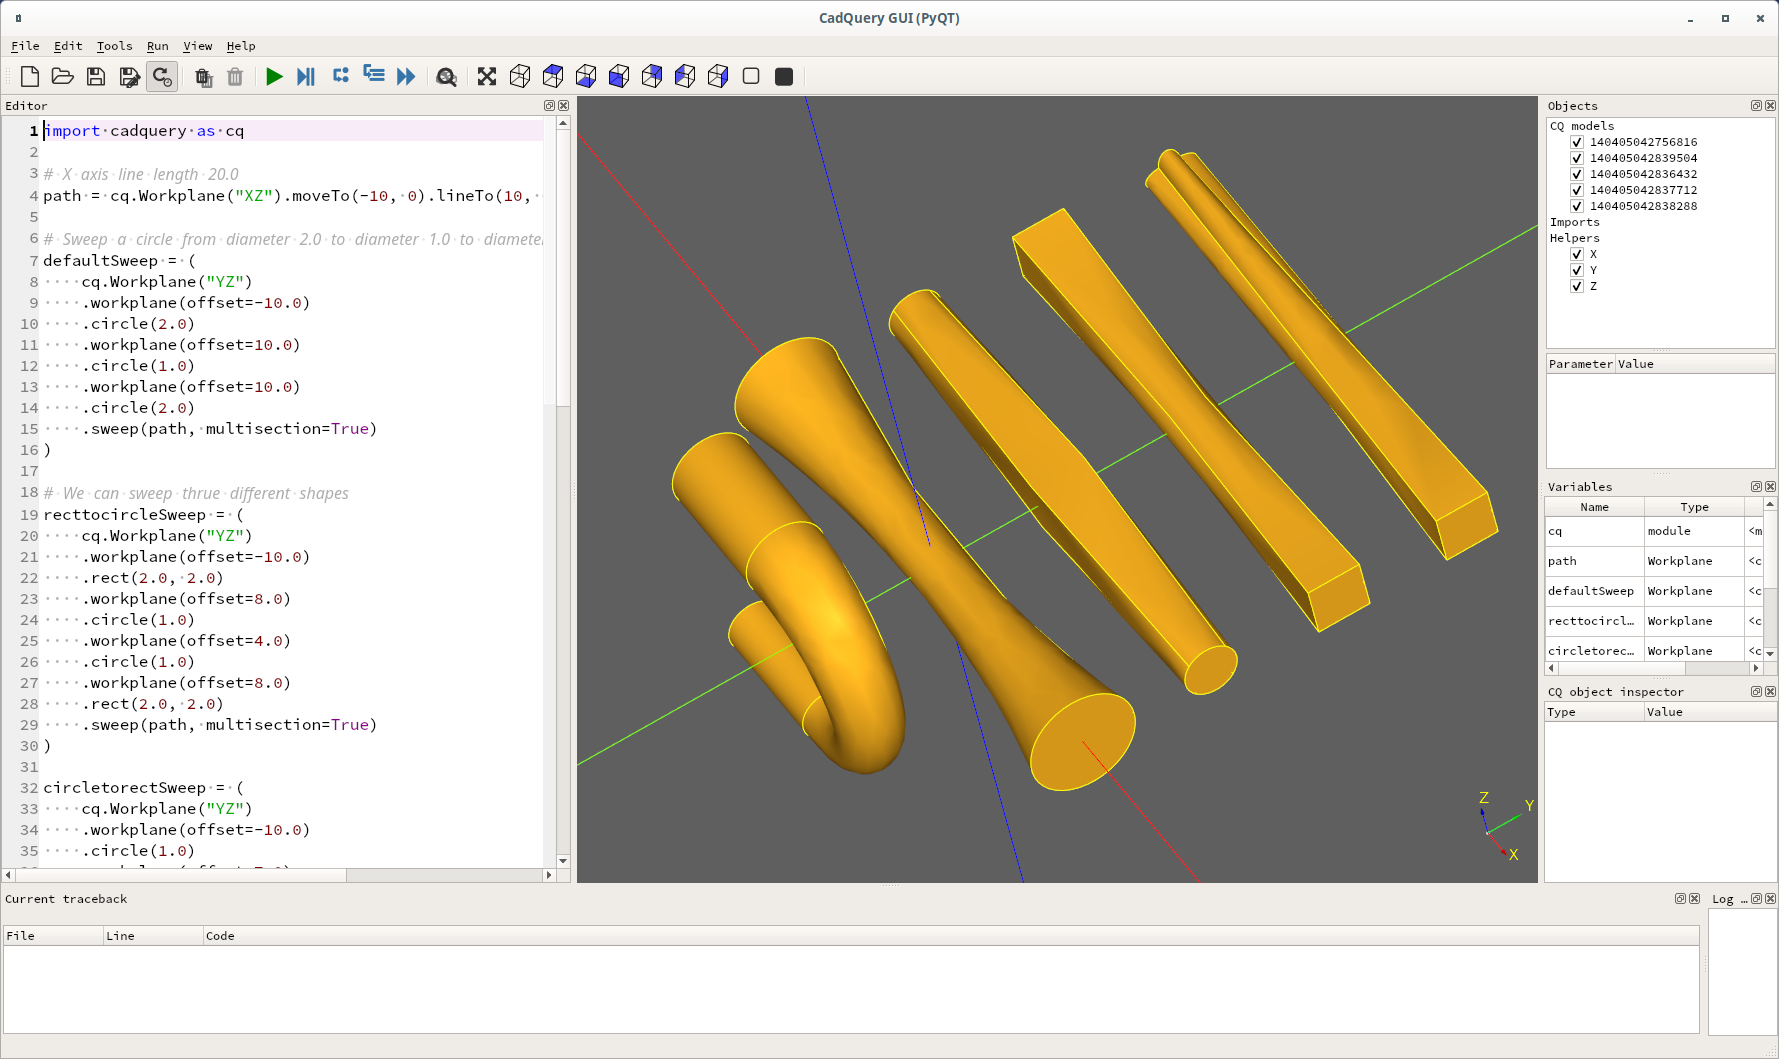 CadQuery GUI (PyQT)
File Edit Tools Run View Help
Editor
1 import·cadquery·as·cq
2
3 #·X·axis·line·length·20.0
4 path·=·cq.Workplane("XZ").moveTo(-10,·0).lineTo(10,·
5
6 #·Sweep·a·circle·from·diameter·2.0·to·diameter·1.0·to·diameter
7 defaultSweep·=·(
8 ····cq.Workplane("YZ")
9 ····.workplane(offset=-10.0)
10 ····.circle(2.0)
11 ····.workplane(offset=10.0)
12 ····.circle(1.0)
13 ····.workplane(offset=10.0)
14 ····.circle(2.0)
15 ····.sweep(path,·multisection=True)
16 )
17
18 #·We·can·sweep·thrue·different·shapes
19 recttocircleSweep·=·(
20 ····cq.Workplane("YZ")
21 ····.workplane(offset=-10.0)
22 ····.rect(2.0,·2.0)
23 ····.workplane(offset=8.0)
24 ····.circle(1.0)
25 ····.workplane(offset=4.0)
26 ····.circle(1.0)
27 ····.workplane(offset=8.0)
28 ····.rect(2.0,·2.0)
29 ····.sweep(path,·multisection=True)
30 )
31
32 circletorectSweep·=·(
33 ····cq.Workplane("YZ")
34 ····.workplane(offset=-10.0)
35 ····.circle(1.0)
Z
Y
X
Objects
CQ models
140405042756816
140405042839504
140405042836432
140405042837712
140405042838288
Imports
Helpers
X
Y
Z
Parameter Value
Variables
Name Type
cq module <m
path Workplane <c
defaultSweep Workplane <c
recttocircl… Workplane <c
circletorec… Workplane <c
CQ object inspector
Type Value
Current traceback
File Line Code
Log …